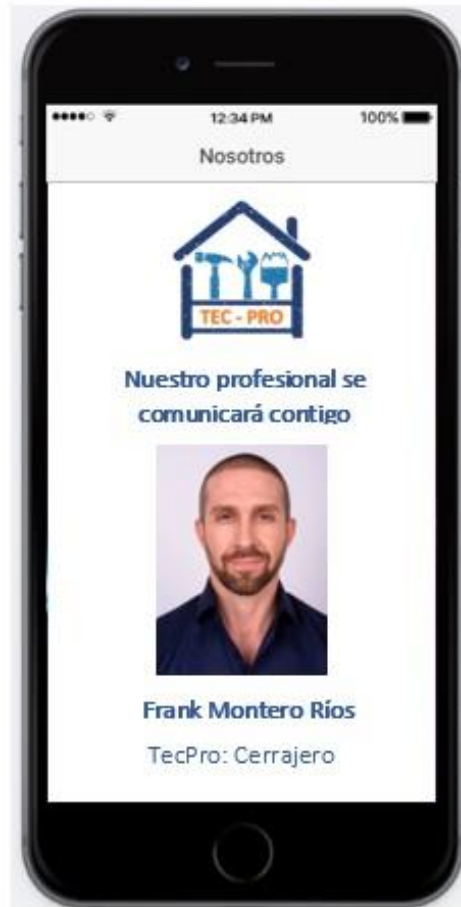 12:34 PM
100%
Nosotros
TEC - PRO
Nuestro profesional se
comunicará contigo
Frank Montero Ríos
TecPro: Cerrajero